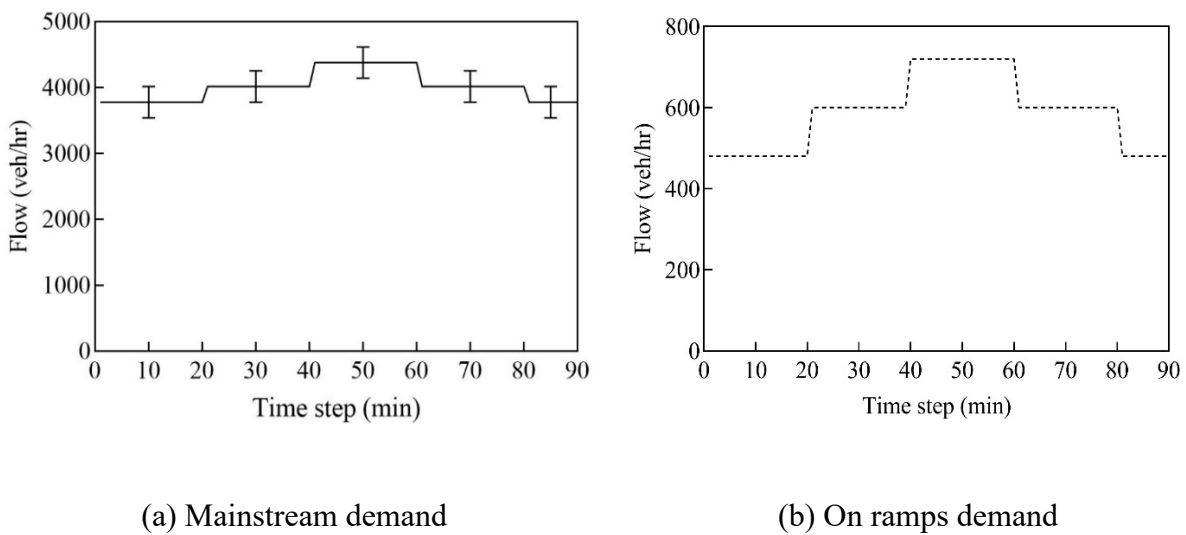 5000
4000
3000
2000
1000
0
Flow (veh/hr)
0 10 20 30 40 50 60 70 80 90
Time step (min)
800
600
400
200
0
Flow (veh/hr)
0 10 20 30 40 50 60 70 80 90
Time step (min)
(a) Mainstream demand
(b) On ramps demand